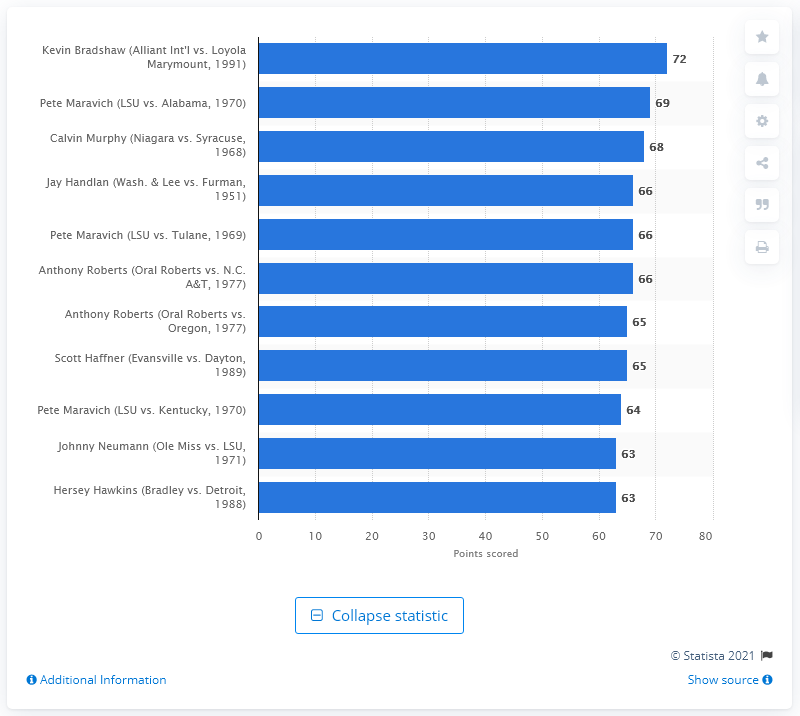 Kevin Bradshaw (Alliant Int'l vs. Loyola
Marymount, 1991)
72
Pete Maravich (LSU vs. Alabama, 1970)
69
Calvin Murphy (Niagara vs. Syracuse,
1968)
68
Jay Handlan (Wash. & Lee vs. Furman,
1951)
66
Pete Maravich (LSU vs. Tulane, 1969)
66
Anthony Roberts (Oral Roberts vs. N.C.
A&T, 1977)
66
Anthony Roberts (Oral Roberts vs.
Oregon, 1977)
65
Scott Haffner (Evansville vs. Dayton,
1989)
65
Pete Maravich (LSU vs. Kentucky, 1970)
64
Johnny Neumann (Ole Miss vs. LSU,
1971)
63
Hersey Hawkins (Bradley vs. Detroit,
1988)
63
0 10 20 30 40 50 60 70 80
Points scored
Collapse statistic
© Statista 2021
Additional Information
Show source